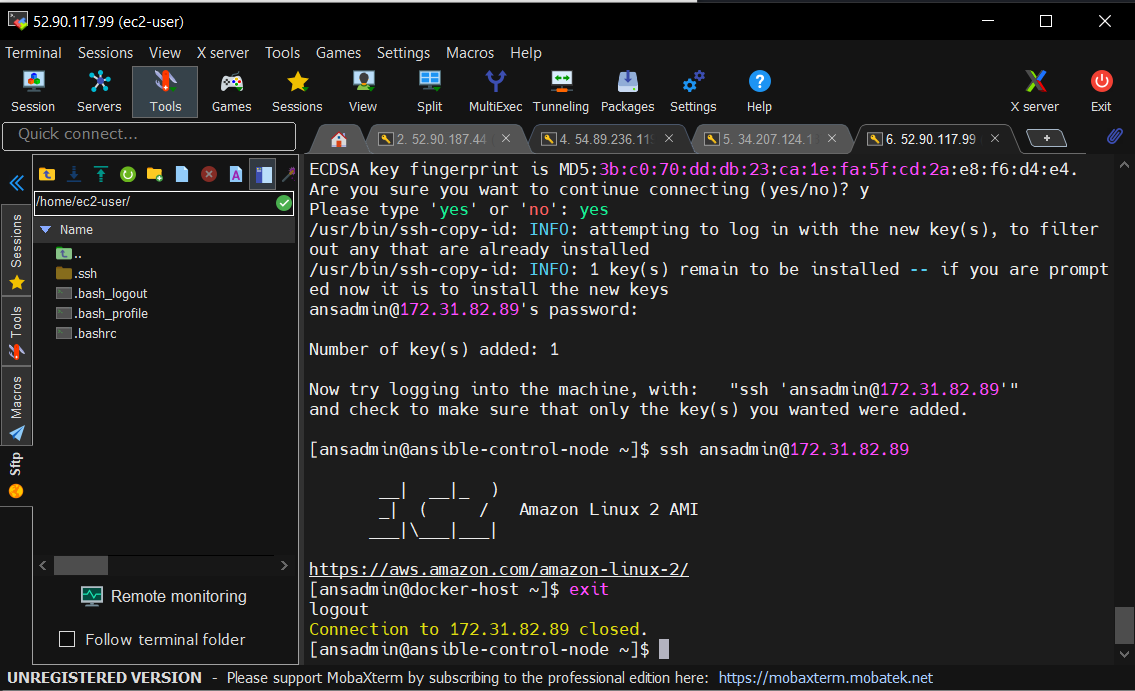 52.90.117.99 (ec2-user)
Terminal Sessions View X server Tools Games Settings Macros Help
Session Servers Tools Games Sessions View Split MultiExec Tunneling Packages Settings Help X server Exit
Quick connect...
2. 52.90.187.44 4. 54.89.236.11 5. 34.207.124.1 6. 52.90.117.99
/home/ec2-user/
Name
..
.ssh
.bash_logout
.bash_profile
.bashrc
Sessions
Tools
Macros
Sftp
Remote monitoring
Follow terminal folder
ECDSA key fingerprint is MD5:3b:c0:70:dd:db:23:ca:1e:fa:5f:cd:2a:e8:f6:d4:e4.
Are you sure you want to continue connecting (yes/no)? y
Please type 'yes' or 'no': yes
/usr/bin/ssh-copy-id: INFO: attempting to log in with the new key(s), to filter
out any that are already installed
/usr/bin/ssh-copy-id: INFO: 1 key(s) remain to be installed -- if you are prompt
ed now it is to install the new keys
ansadmin@172.31.82.89's password:
Number of key(s) added: 1
Now try logging into the machine, with:   "ssh 'ansadmin@172.31.82.89'"
and check to make sure that only the key(s) you wanted were added.
[ansadmin@ansible-control-node ~]$ ssh ansadmin@172.31.82.89
       __|  __|_  )
       _|  (     /   Amazon Linux 2 AMI
      ___|\___|___|
https://aws.amazon.com/amazon-linux-2/
[ansadmin@docker-host ~]$ exit
logout
Connection to 172.31.82.89 closed.
[ansadmin@ansible-control-node ~]$
UNREGISTERED VERSION - Please support MobaXterm by subscribing to the professional edition here: https://mobaxterm.mobatek.net